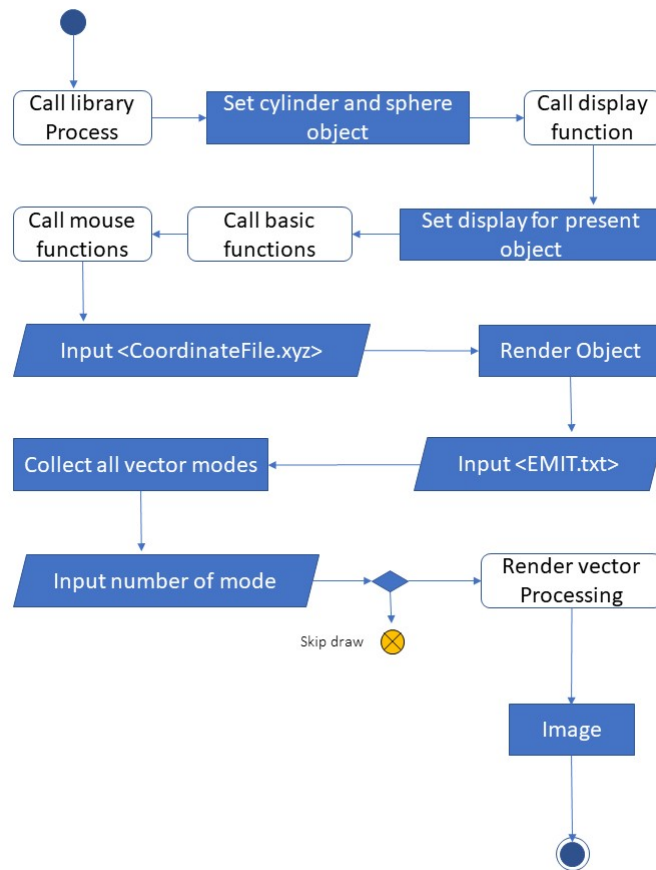 Call library
Process
Set cylinder and sphere
object
Call display
function
Call mouse
functions
Call basic
functions
Set display for present
object
Input <CoordinateFile.xyz>
Render Object
Collect all vector modes
Input <EMIT.txt>
Input number of mode
Render vector
Processing
Skip draw
Image